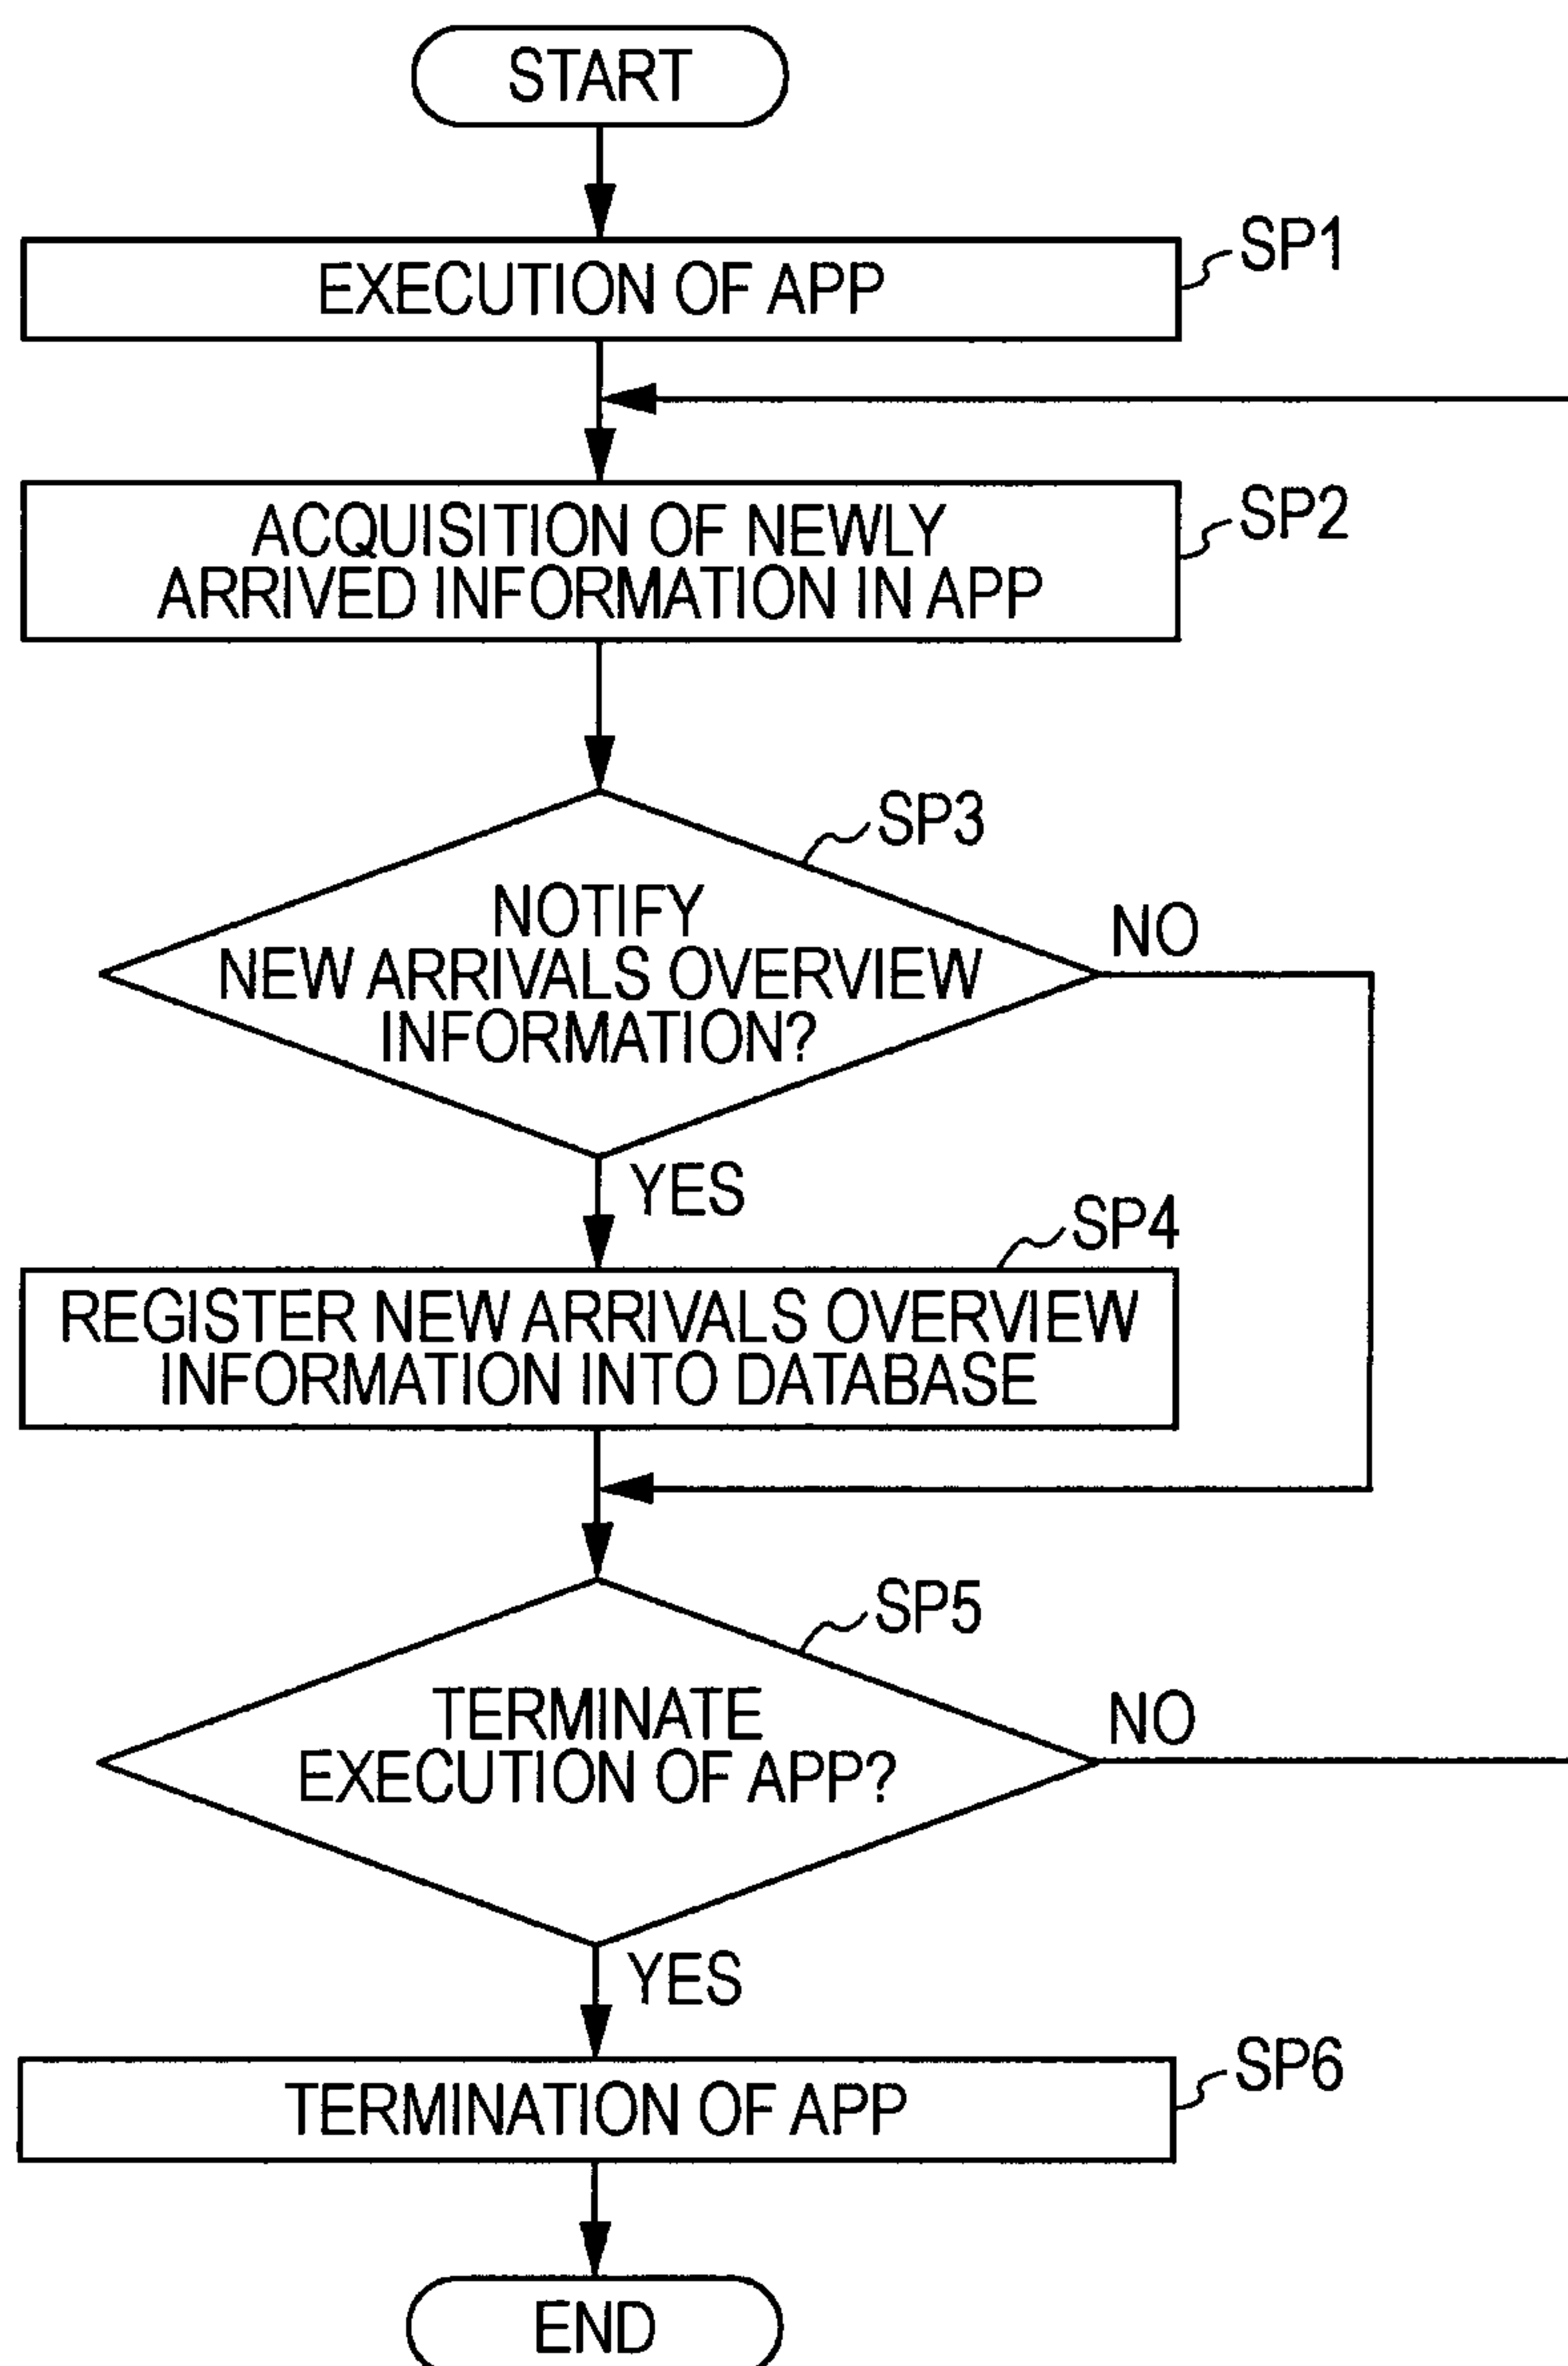 START
EXECUTION OF APP
SP1
ACQUISITION OF NEWLY
ARRIVED INFORMATION IN APP
SP2
SP3
NOTIFY
NEW ARRIVALS OVERVIEW
INFORMATION?
NO
YES
SP4
REGISTER NEW ARRIVALS OVERVIEW
INFORMATION INTO DATABASE
SP5
TERMINATE
EXECUTION OF APP?
NO
YES
SP6
TERMINATION OF APP
END